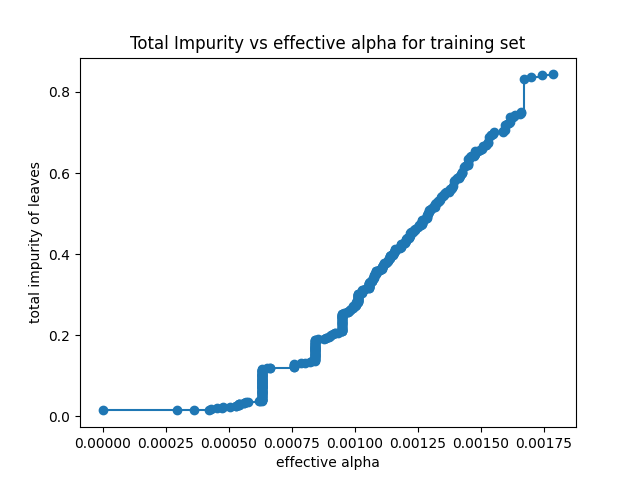 Total Impurity vs effective alpha for training set
total impurity of leaves
0.8
0.6
0.4
0.2
0.0
0.00000 0.00025 0.00050 0.00075 0.00100 0.00125 0.00150 0.00175
effective alpha